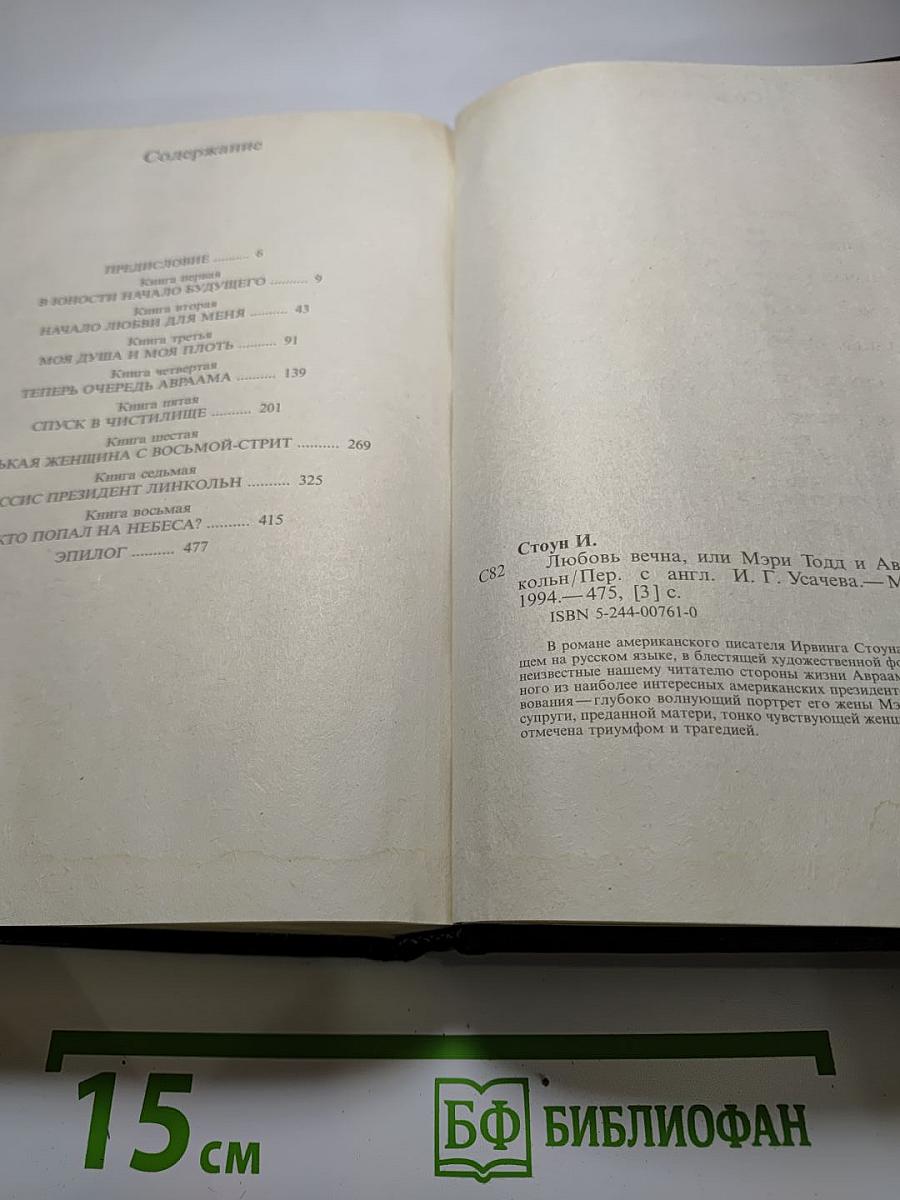 Содержание
ПРЕДИСЛОВИЕ .......... 6
Книга первая
В ЮНОСТИ НАЧАЛО БУДУЩЕГО .......... 9
Книга вторая
НАЧАЛО ЛЮБВИ ДЛЯ МЕНЯ .......... 43
Книга третья
МОЯ ДУША И МОЯ ПЛОТЬ .......... 91
Книга четвертая
ТЕПЕРЬ ОЧЕРЕДЬ АВРААМА .......... 139
Книга пятая
СПУСК В ЧИСТИЛИЩЕ .......... 201
Книга шестая
ЬКАЯ ЖЕНЩИНА С ВОСЬМОЙ-СТРИТ .......... 269
Книга седьмая
ССИС ПРЕЗИДЕНТ ЛИНКОЛЬН .......... 325
Книга восьмая
КТО ПОПАЛ НА НЕБЕСА? .......... 415
ЭПИЛОГ .......... 477
Стоун И.
С82 Любовь вечна, или Мэри Тодд и Ав
кольн/Пер. с англ. И. Г. Усачева.— М
1994.— 475, [3] с.
ISBN 5-244-00761-0
В романе американского писателя Ирвинга Стоуна
щем на русском языке, в блестящей художественной фо
неизвестные нашему читателю стороны жизни Авраам
ного из наиболее интересных американских президент
вования — глубоко волнующий портрет его жены Мэ
супруги, преданной матери, тонко чувствующей женщ
отмечена триумфом и трагедией.
15 см
БФ БИБЛИОФАН